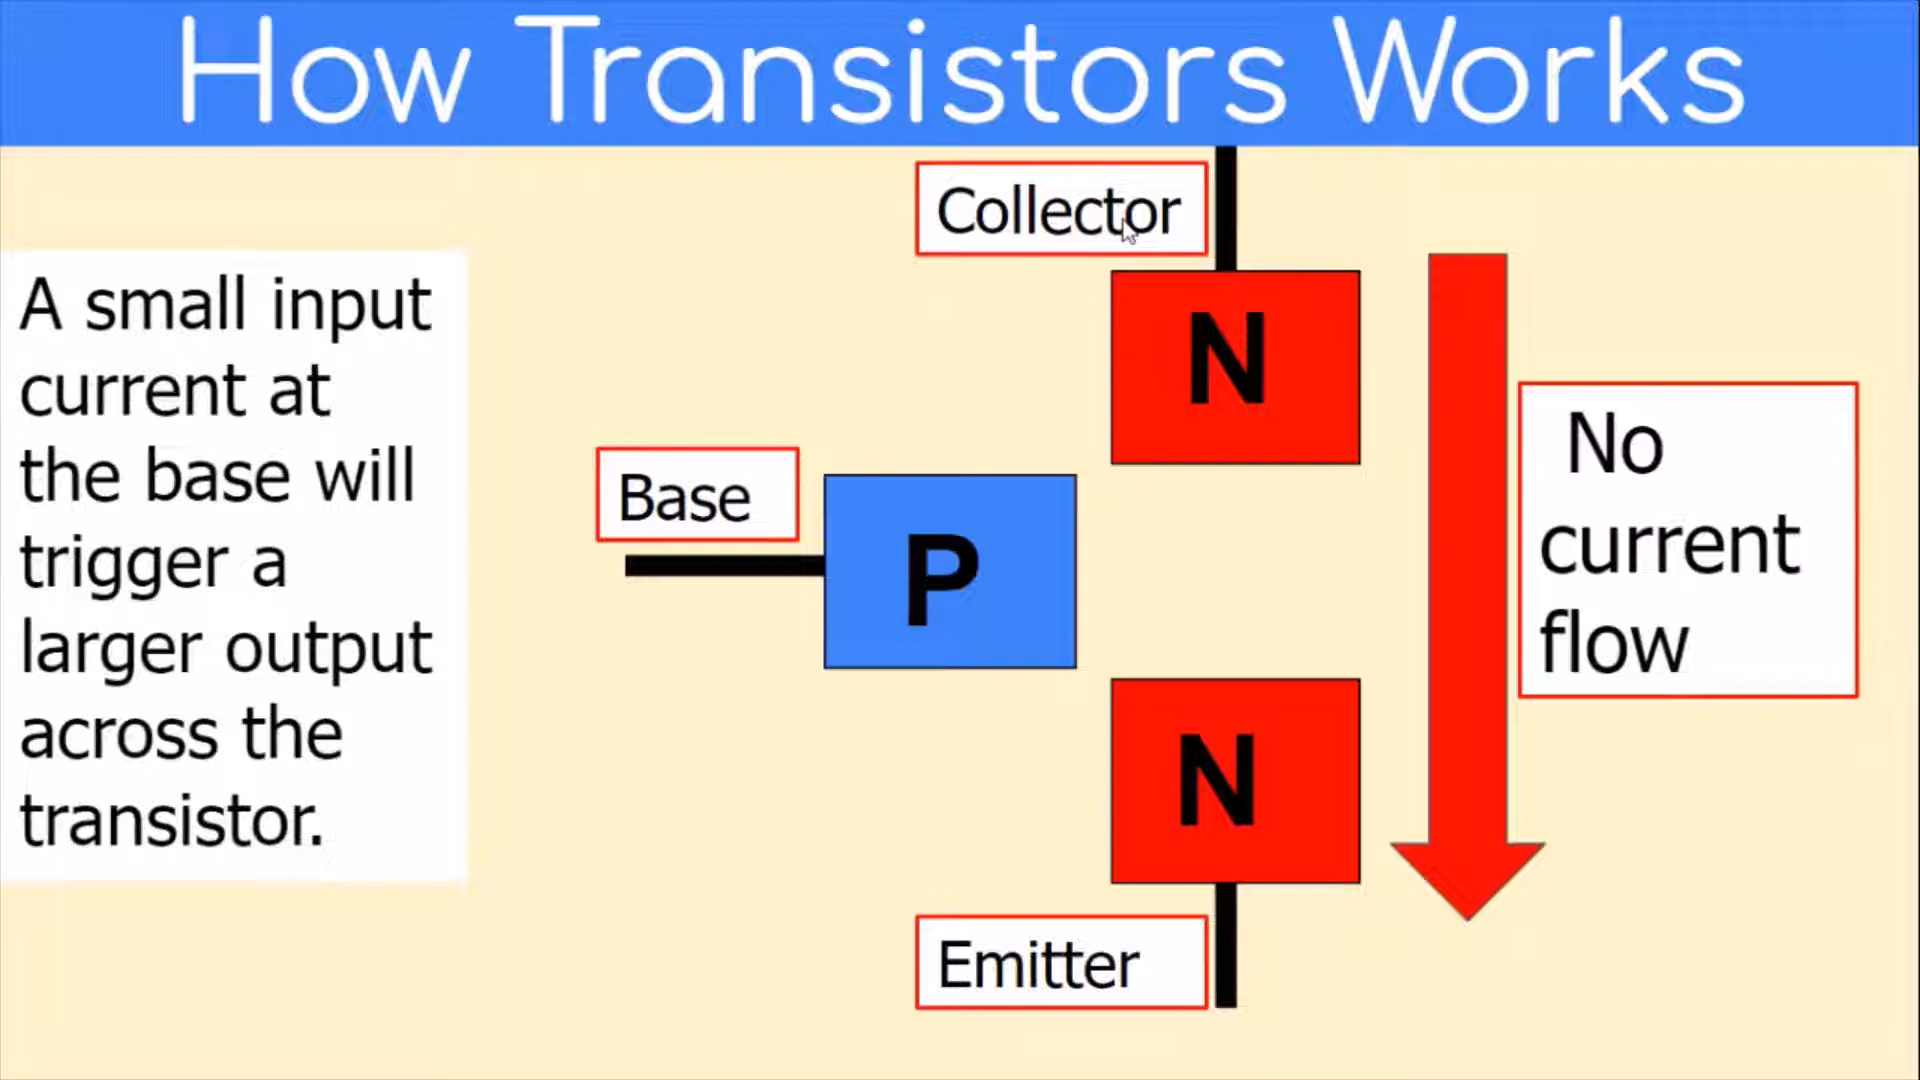 How Transistors Works
Collector
A small input
current at
the base will
trigger a
larger output
across the
transistor.
N
Base
P
No
current
flow
N
Emitter